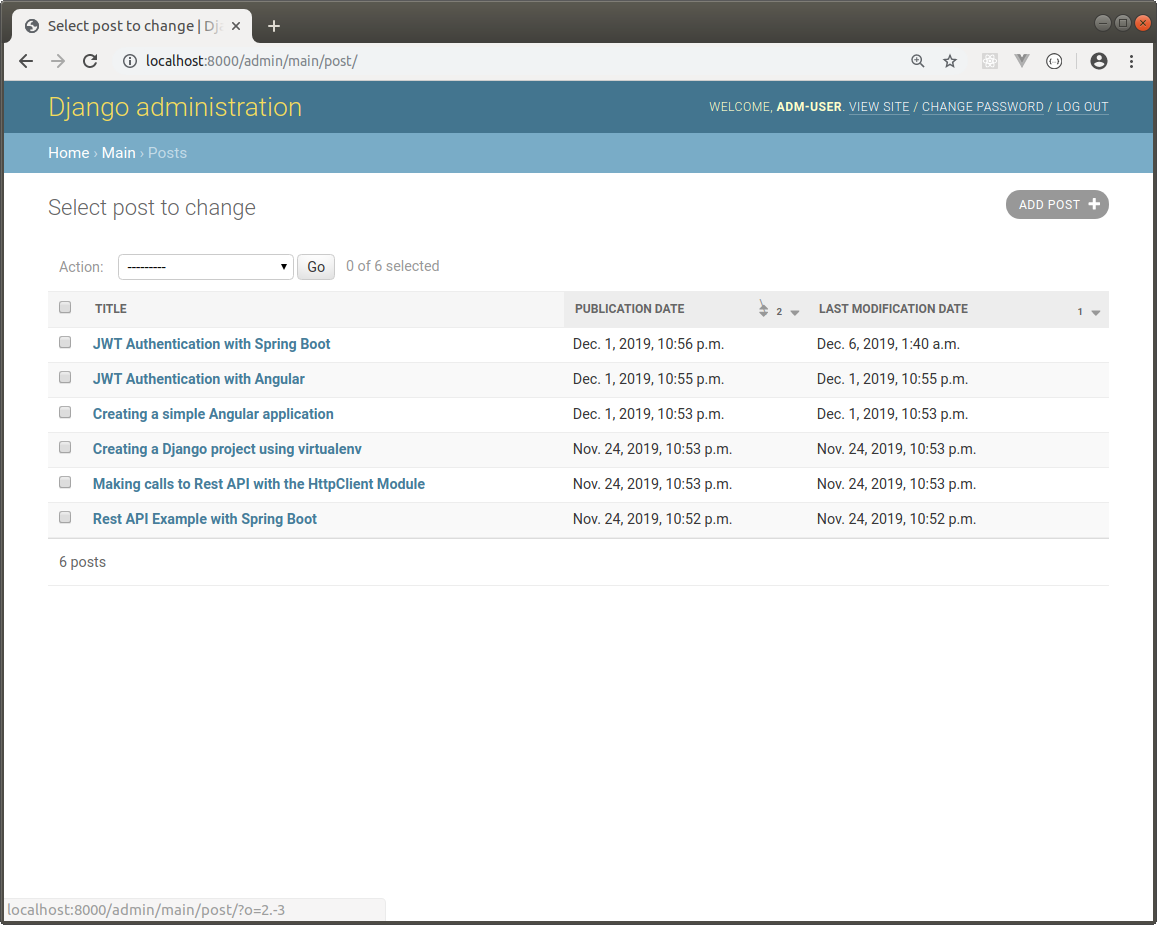 Select post to change | Dj
localhost:8000/admin/main/post/
Django administration
WELCOME, ADM-USER. VIEW SITE / CHANGE PASSWORD / LOG OUT
Home › Main › Posts
Select post to change
ADD POST +
Action: --------- Go 0 of 6 selected
TITLE PUBLICATION DATE 2 LAST MODIFICATION DATE 1
JWT Authentication with Spring Boot Dec. 1, 2019, 10:56 p.m. Dec. 6, 2019, 1:40 a.m.
JWT Authentication with Angular Dec. 1, 2019, 10:55 p.m. Dec. 1, 2019, 10:55 p.m.
Creating a simple Angular application Dec. 1, 2019, 10:53 p.m. Dec. 1, 2019, 10:53 p.m.
Creating a Django project using virtualenv Nov. 24, 2019, 10:53 p.m. Nov. 24, 2019, 10:53 p.m.
Making calls to Rest API with the HttpClient Module Nov. 24, 2019, 10:53 p.m. Nov. 24, 2019, 10:53 p.m.
Rest API Example with Spring Boot Nov. 24, 2019, 10:52 p.m. Nov. 24, 2019, 10:52 p.m.
6 posts
localhost:8000/admin/main/post/?o=2.-3